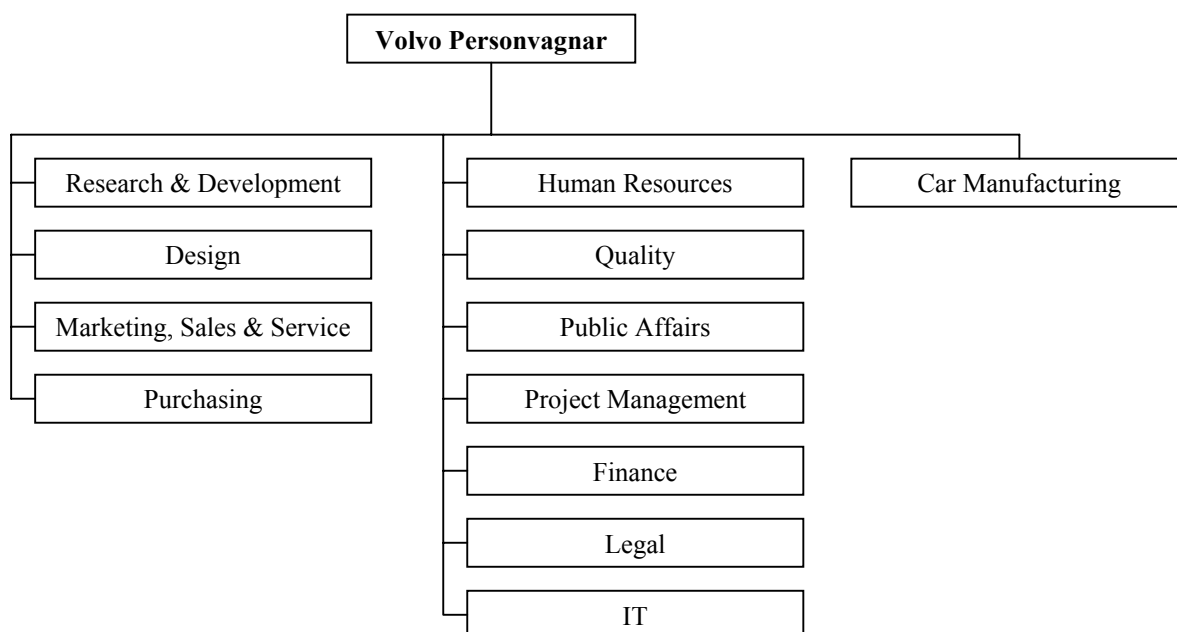 Volvo Personvagnar
Research & Development
Design
Marketing, Sales & Service
Purchasing
Human Resources
Quality
Public Affairs
Project Management
Finance
Legal
IT
Car Manufacturing